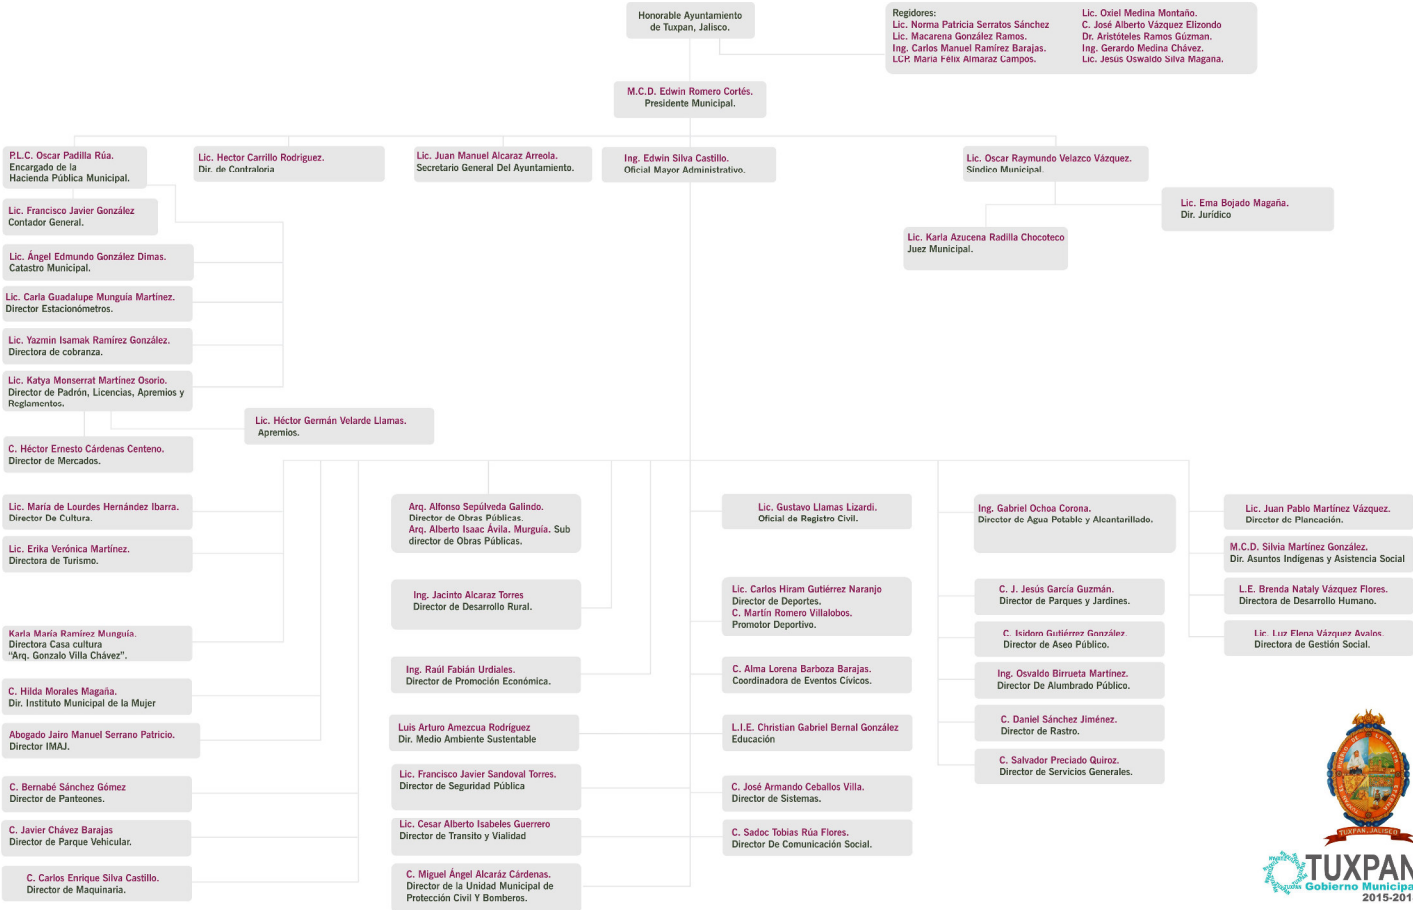 Honorable Ayuntamiento
de Tuxpan, Jalisco.
Regidores:
Lic. Norma Patricia Serratos Sánchez
Lic. Macarena González Ramos.
Ing. Carlos Manuel Ramírez Barajas.
LCP. María Félix Almaraz Campos.
Lic. Oxiel Medina Montaño.
C. José Alberto Vázquez Elizondo
Dr. Aristóteles Ramos Gúzman.
Ing. Gerardo Medina Chávez.
Lic. Jesús Oswaldo Silva Magaña.
M.C.D. Edwin Romero Cortés.
Presidente Municipal.
P.L.C. Oscar Padilla Rúa.
Encargado de la
Hacienda Pública Municipal.
Lic. Hector Carrillo Rodriguez.
Dir. de Contraloría
Lic. Juan Manuel Alcaraz Arreola.
Secretario General Del Ayuntamiento.
Ing. Edwin Silva Castillo.
Oficial Mayor Administrativo.
Lic. Oscar Raymundo Velazco Vázquez.
Síndico Municipal.
Lic. Ema Bojado Magaña.
Dir. Jurídico
Lic. Karla Azucena Radilla Chocoteco
Juez Municipal.
Lic. Francisco Javier González
Contador General.
Lic. Ángel Edmundo González Dimas.
Catastro Municipal.
Lic. Carla Guadalupe Munguía Martínez.
Director Estacionómetros.
Lic. Yazmin Isamak Ramírez González.
Directora de cobranza.
Lic. Katya Monserrat Martínez Osorio.
Director de Padrón, Licencias, Apremios y
Reglamentos.
Lic. Héctor Germán Velarde Llamas.
Apremios.
C. Héctor Ernesto Cárdenas Centeno.
Director de Mercados.
Lic. María de Lourdes Hernández Ibarra.
Director De Cultura.
Lic. Erika Verónica Martínez.
Directora de Turismo.
Karla María Ramírez Munguía.
Directora Casa cultura
“Arq. Gonzalo Villa Chávez”.
C. Hilda Morales Magaña.
Dir. Instituto Municipal de la Mujer
Abogado Jairo Manuel Serrano Patricio.
Director IMAJ.
C. Bernabé Sánchez Gómez
Director de Panteones.
C. Javier Chávez Barajas
Director de Parque Vehicular.
C. Carlos Enrique Silva Castillo.
Director de Maquinaria.
Arq. Alfonso Sepúlveda Galindo.
Director de Obras Públicas.
Arq. Alberto Isaac Ávila. Murguía. Sub
director de Obras Públicas.
Ing. Jacinto Alcaraz Torres
Director de Desarrollo Rural.
Ing. Raúl Fabián Urdiales.
Director de Promoción Económica.
Luis Arturo Amezcua Rodríguez
Dir. Medio Ambiente Sustentable
Lic. Francisco Javier Sandoval Torres.
Director de Seguridad Pública
Lic. Cesar Alberto Isabeles Guerrero
Director de Transito y Vialidad
C. Miguel Ángel Alcaráz Cárdenas.
Director de la Unidad Municipal de
Protección Civil Y Bomberos.
Lic. Gustavo Llamas Lizardi.
Oficial de Registro Civil.
Lic. Carlos Hiram Gutiérrez Naranjo
Director de Deportes.
C. Martín Romero Villalobos.
Promotor Deportivo.
C. Alma Lorena Barboza Barajas.
Coordinadora de Eventos Cívicos.
L.I.E. Christian Gabriel Bernal González
Educación
C. José Armando Ceballos Villa.
Director de Sistemas.
C. Sadoc Tobias Rúa Flores.
Director De Comunicación Social.
Ing. Gabriel Ochoa Corona.
Director de Agua Potable y Alcantarillado.
C. J. Jesús García Guzmán.
Director de Parques y Jardines.
C. Isidoro Gutiérrez González.
Director de Aseo Público.
Ing. Osvaldo Birrueta Martínez.
Director De Alumbrado Público.
C. Daniel Sánchez Jiménez.
Director de Rastro.
C. Salvador Preciado Quiroz.
Director de Servicios Generales.
Lic. Juan Pablo Martínez Vázquez.
Director de Planeación.
M.C.D. Silvia Martínez González.
Dir. Asuntos Indígenas y Asistencia Social
L.E. Brenda Nataly Vázquez Flores.
Directora de Desarrollo Humano.
Lic. Luz Elena Vázquez Avalos.
Directora de Gestión Social.
TUXPAN, JALISCO
TUXPAN
Gobierno Municipa
2015-201